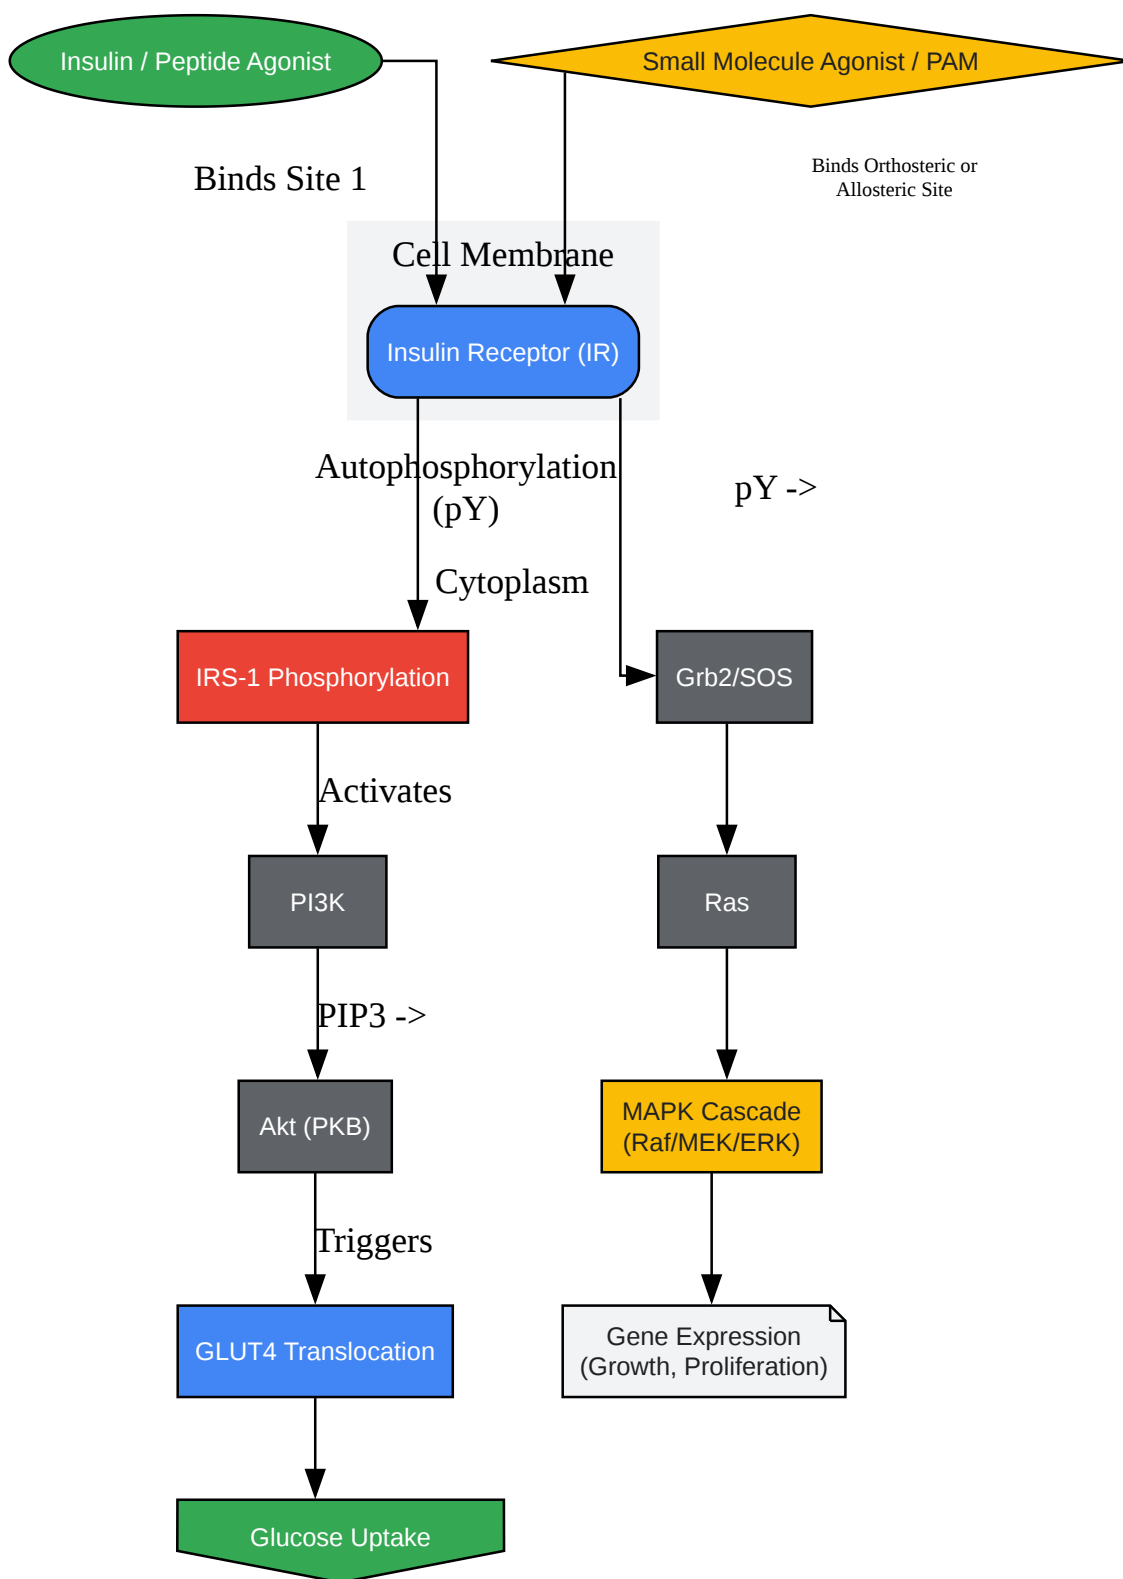 Insulin / Peptide Agonist
Small Molecule Agonist / PAM
Binds Site 1
Binds Orthosteric or
Allosteric Site
Cell Membrane
Insulin Receptor (IR)
Autophosphorylation
(pY)
pY ->
Cytoplasm
IRS-1 Phosphorylation
Grb2/SOS
Activates
PI3K
Ras
PIP3 ->
Akt (PKB)
MAPK Cascade
(Raf/MEK/ERK)
Triggers
GLUT4 Translocation
Gene Expression
(Growth, Proliferation)
Glucose Uptake